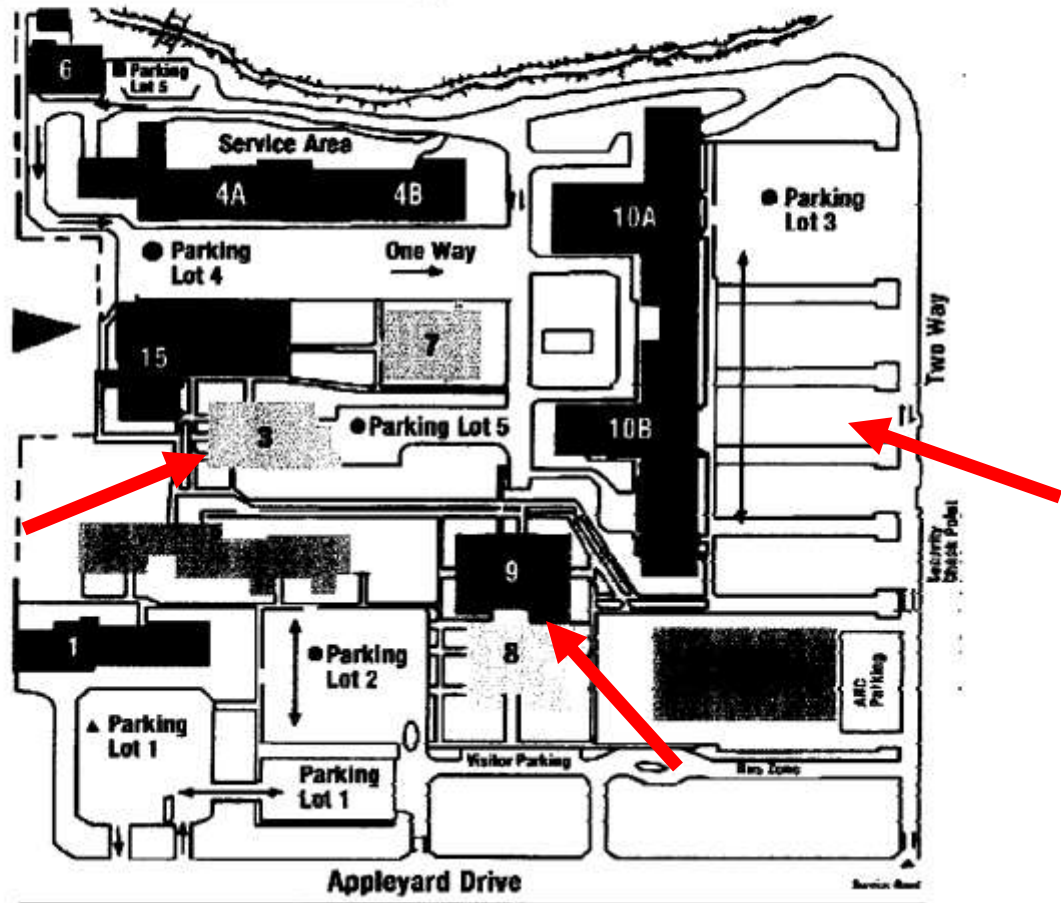 6
Parking
Lot 5
Service Area
4A
4B
10A
Parking
Lot 3
Parking
Lot 4
One Way
Two Way
15
7
3
Parking Lot 5
10B
Security
Check Point
9
1
Parking
Lot 2
8
ARC
Parking
Parking
Lot 1
Visitor Parking
Bus Zone
Parking
Lot 1
Appleyard Drive
Service Road